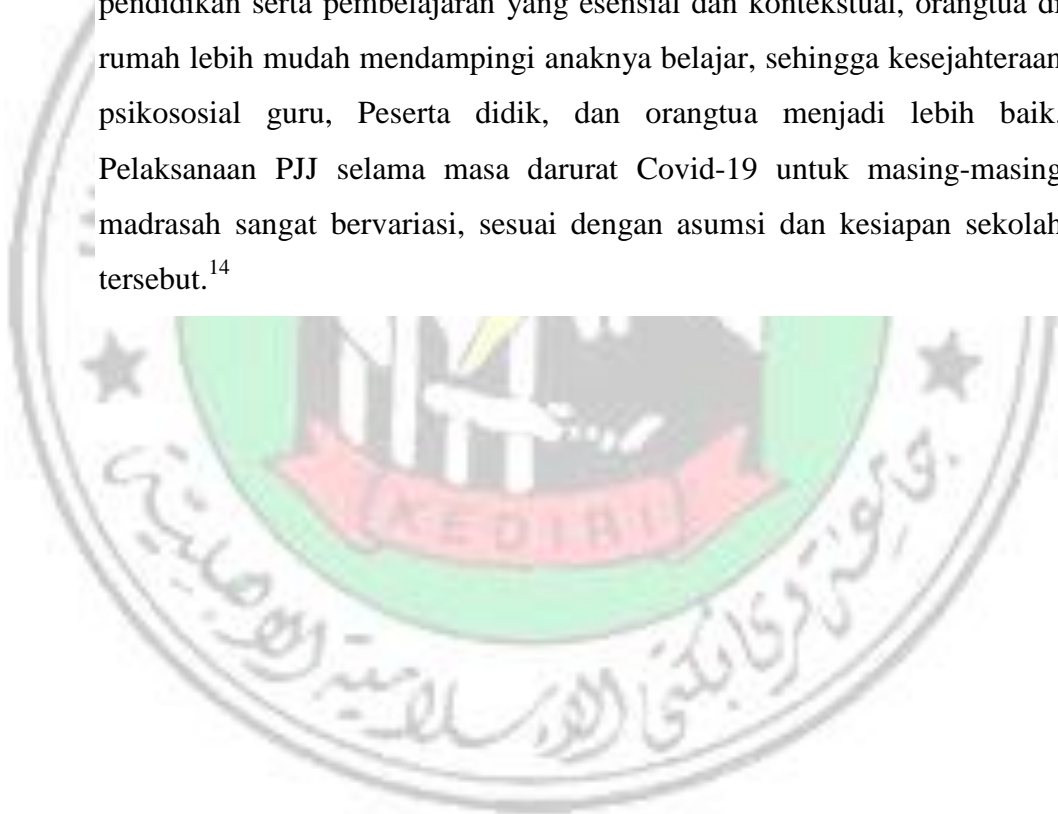 pendidikan serta pembelajaran yang esensial dan kontekstual, orangtua di
rumah lebih mudah mendampingi anaknya belajar, sehingga kesejahteraan
psikososial guru, Peserta didik, dan orangtua menjadi lebih baik.
Pelaksanaan PJJ selama masa darurat Covid-19 untuk masing-masing
madrasah sangat bervariasi, sesuai dengan asumsi dan kesiapan sekolah
tersebut.14
KEDIRI